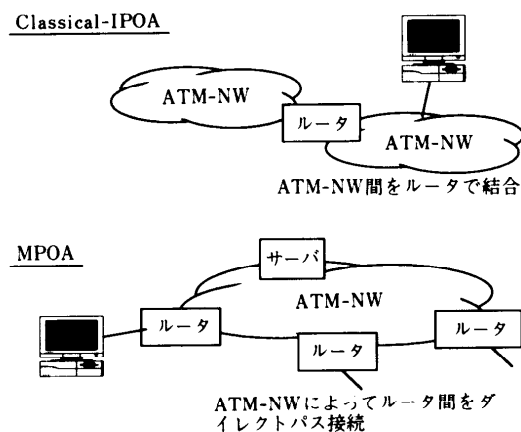 Classical-IPOA
ATM-NW
ルータ
ATM-NW
ATM-NW間をルータで結合
MPOA
サーバ
ATM-NW
ルータ
ルータ
ルータ
ATM-NWによってルータ間をダ
イレクトパス接続